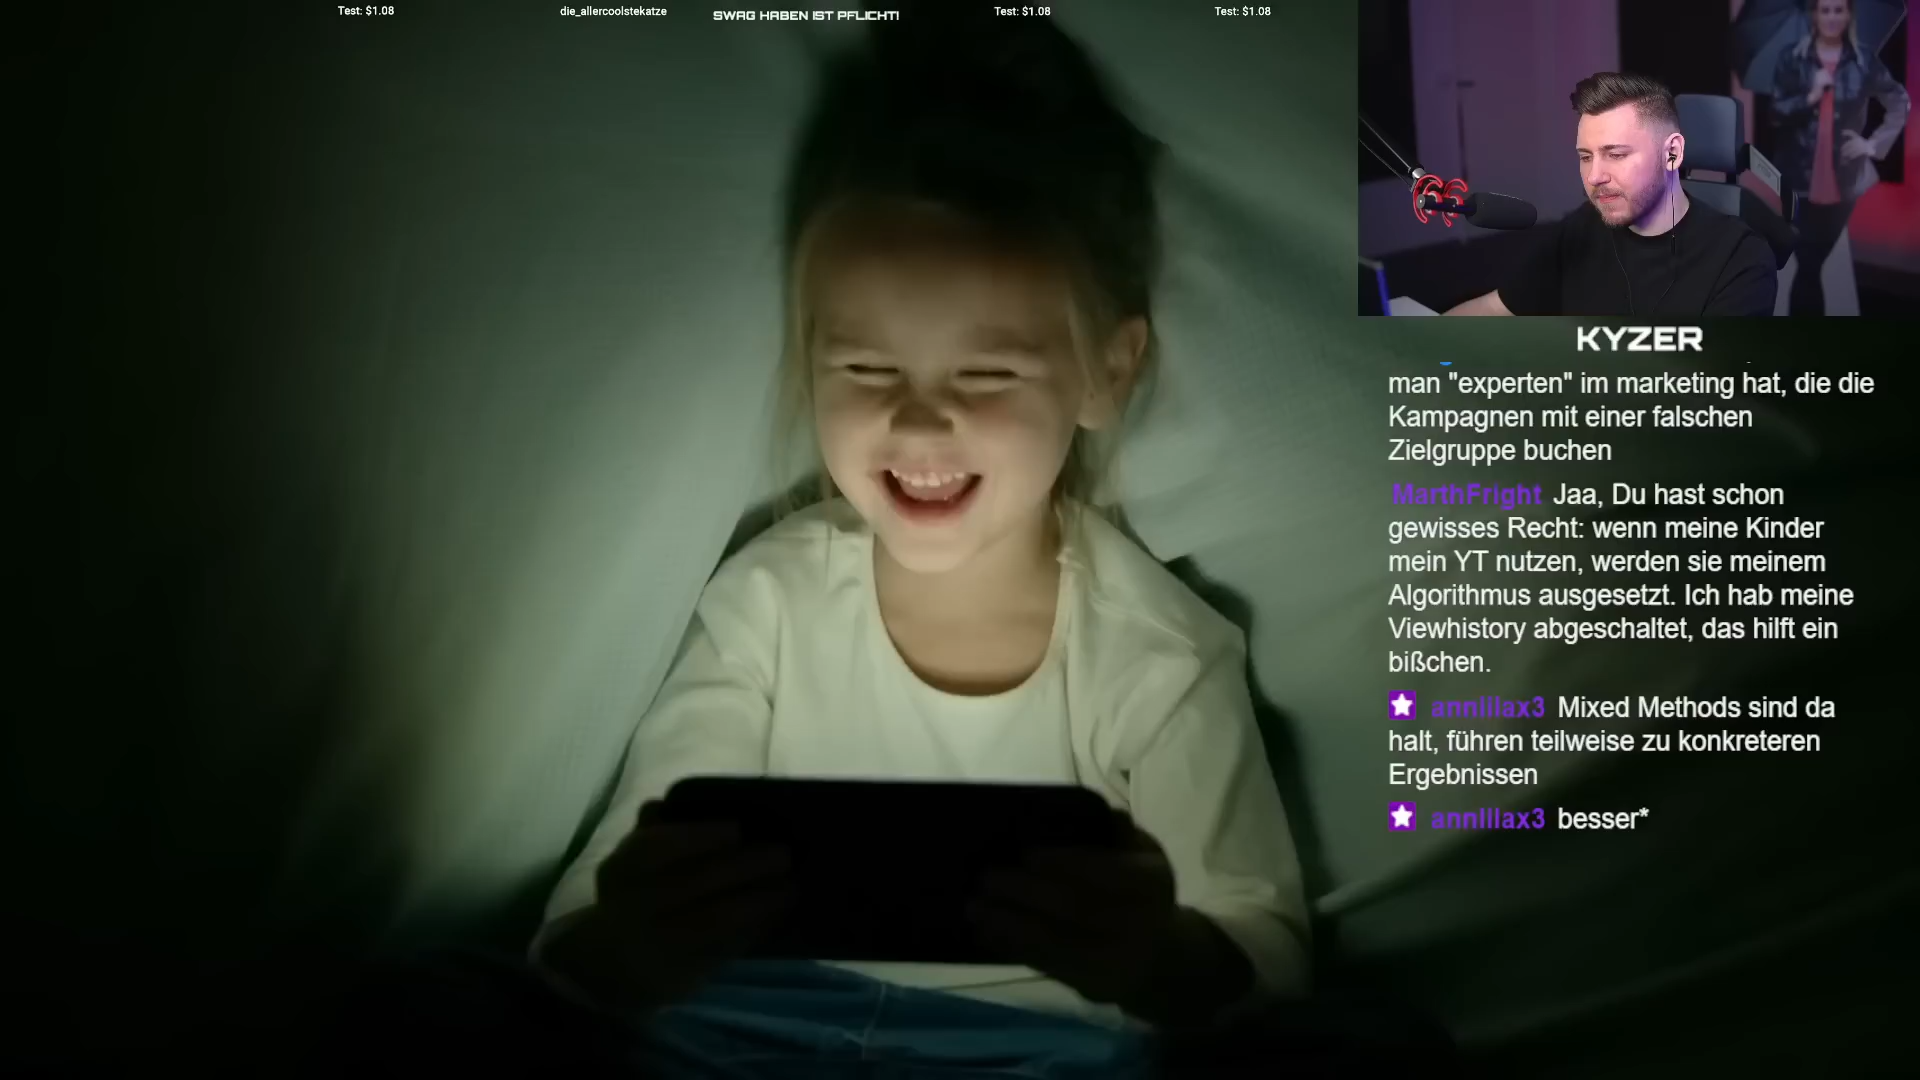 Test: $1.08
die_allercoolstekatze
SWAG HABEN IST PFLICHT!
Test: $1.08
Test: $1.08
KYZER
man "experten" im marketing hat, die die
Kampagnen mit einer falschen
Zielgruppe buchen
MarthFright Jaa, Du hast schon
gewisses Recht: wenn meine Kinder
mein YT nutzen, werden sie meinem
Algorithmus ausgesetzt. Ich hab meine
Viewhistory abgeschaltet, das hilft ein
bißchen.
annlllax3 Mixed Methods sind da
halt, führen teilweise zu konkreteren
Ergebnissen
annlllax3 besser*